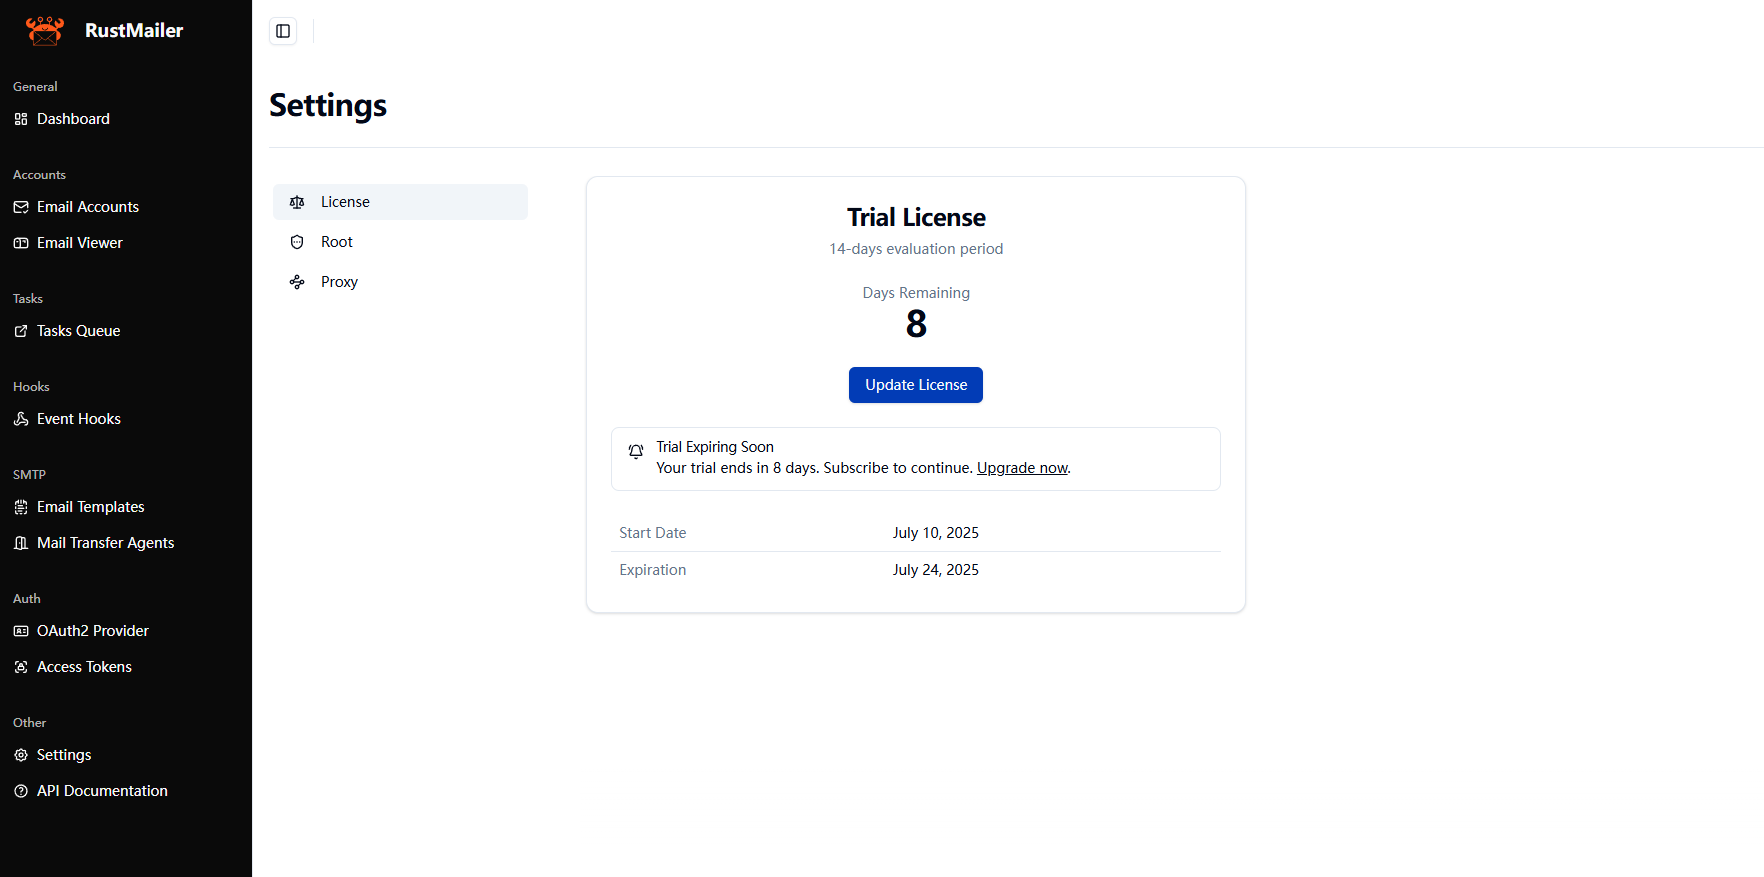 RustMailer
General
Dashboard
Accounts
Email Accounts
Email Viewer
Tasks
Tasks Queue
Hooks
Event Hooks
SMTP
Email Templates
Mail Transfer Agents
Auth
OAuth2 Provider
Access Tokens
Other
Settings
API Documentation
Settings
License
Root
Proxy
Trial License
14-days evaluation period
Days Remaining
8
Update License
Trial Expiring Soon
Your trial ends in 8 days. Subscribe to continue. Upgrade now.
Start Date July 10, 2025
Expiration July 24, 2025